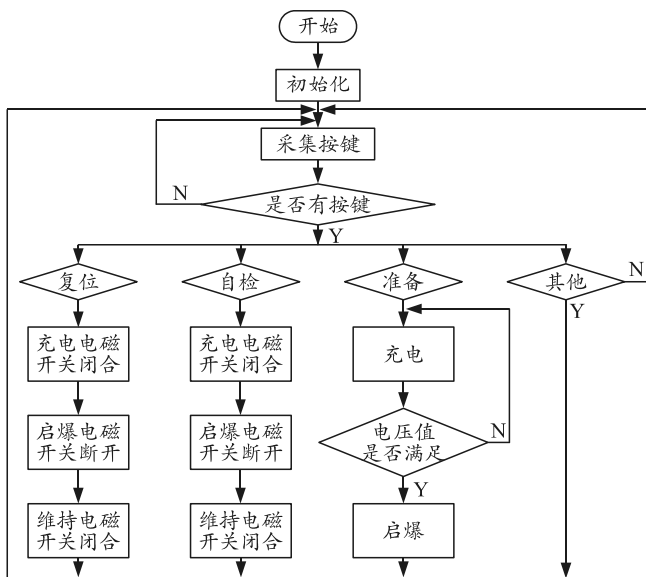 开始
初始化
采集按键
N
是否有按键
Y
复位
自检
准备
其他
N
Y
充电电磁
开关闭合
充电电磁
开关闭合
充电
启爆电磁
开关断开
启爆电磁
开关断开
电压值
是否满足
N
Y
维持电磁
开关闭合
维持电磁
开关闭合
启爆